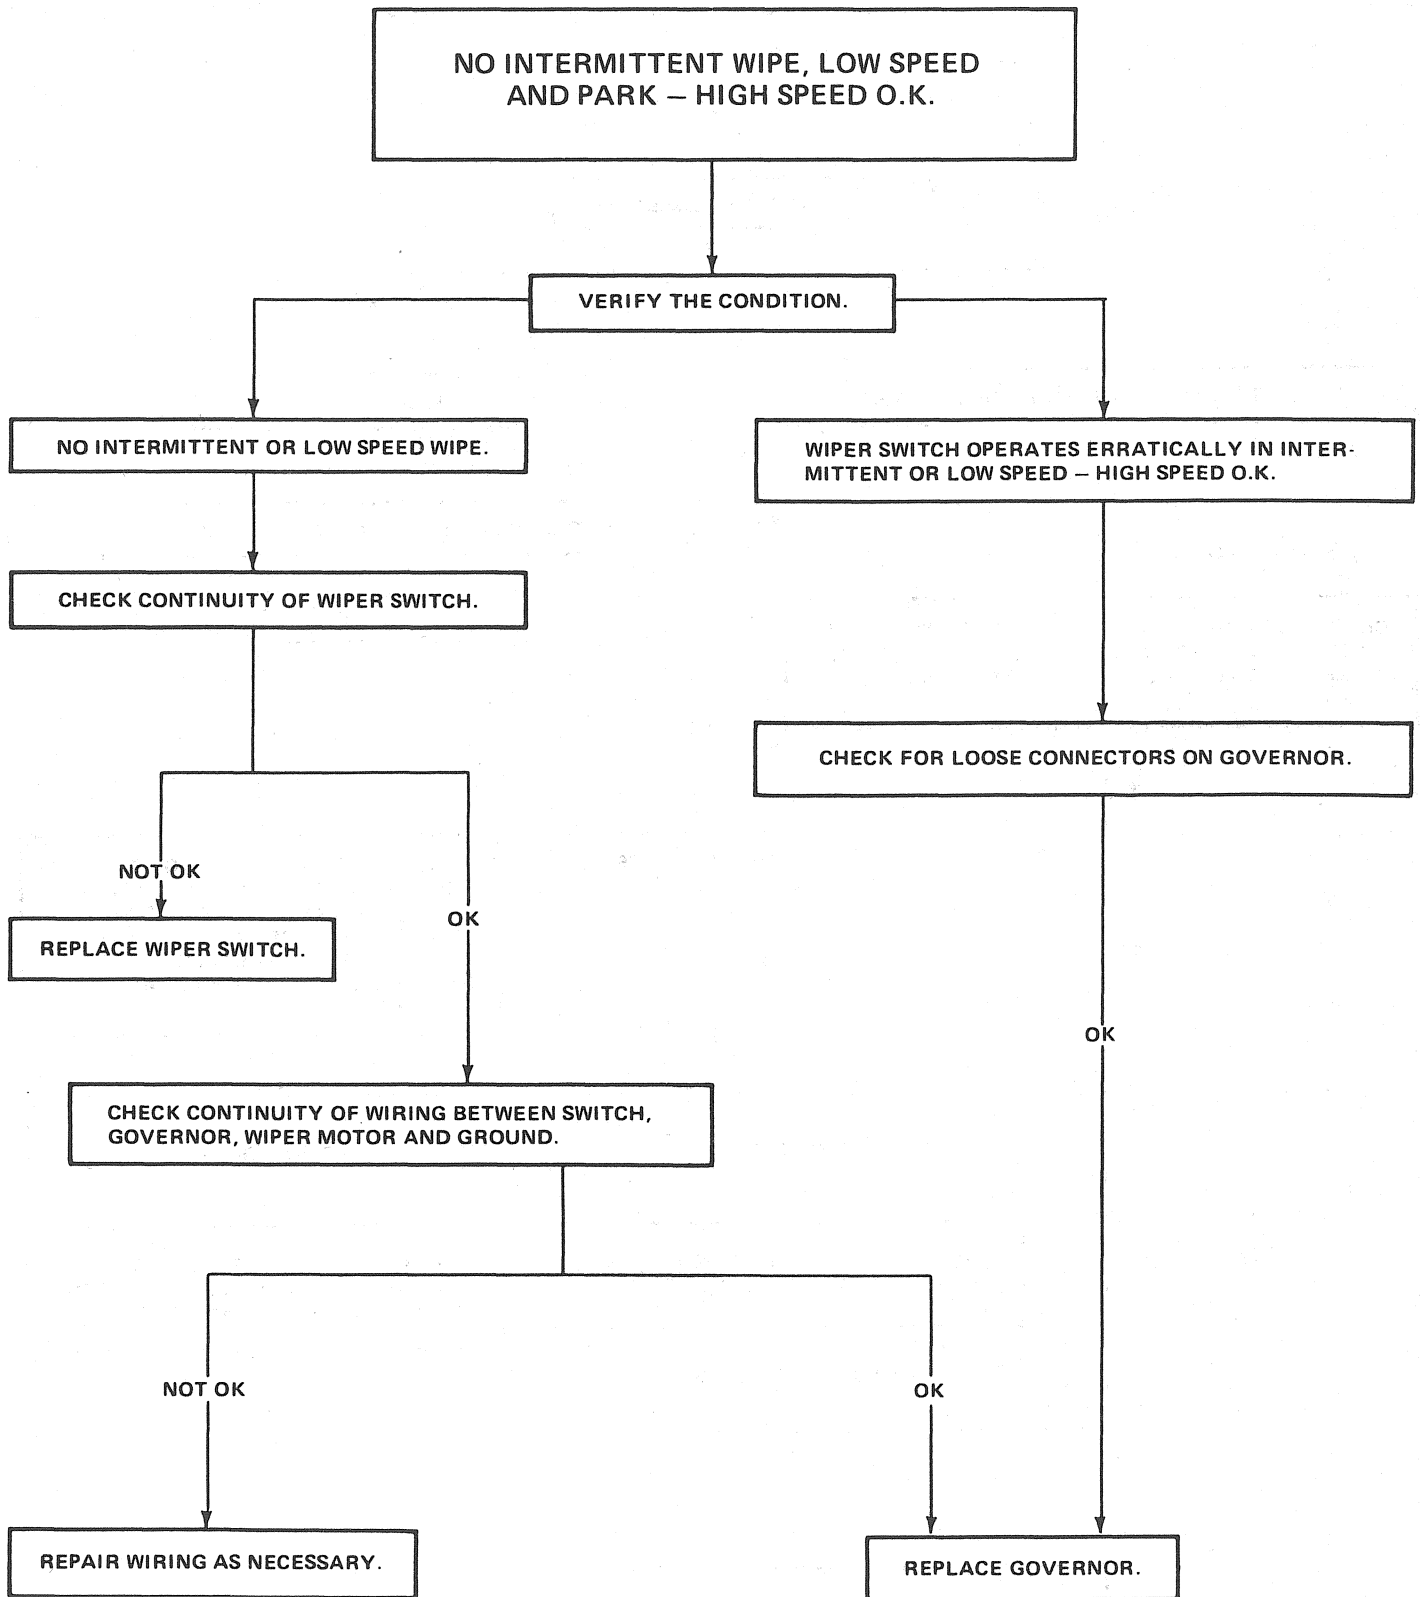 NO INTERMITTENT WIPE, LOW SPEED
AND PARK – HIGH SPEED O.K.
VERIFY THE CONDITION.
NO INTERMITTENT OR LOW SPEED WIPE.
WIPER SWITCH OPERATES ERRATICALLY IN INTER-
MITTENT OR LOW SPEED – HIGH SPEED O.K.
CHECK CONTINUITY OF WIPER SWITCH.
CHECK FOR LOOSE CONNECTORS ON GOVERNOR.
NOT OK
OK
REPLACE WIPER SWITCH.
OK
CHECK CONTINUITY OF WIRING BETWEEN SWITCH,
GOVERNOR, WIPER MOTOR AND GROUND.
NOT OK
OK
REPAIR WIRING AS NECESSARY.
REPLACE GOVERNOR.